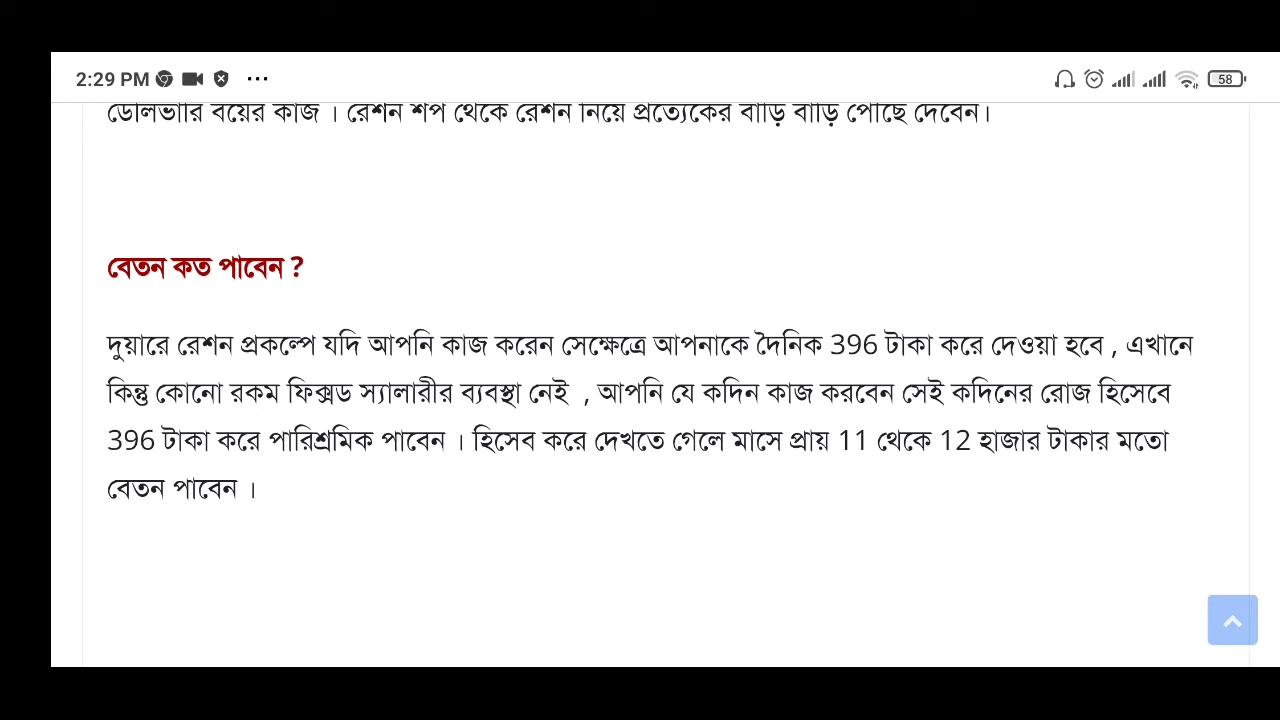 2:29 PM
58
ডেলিভারি বয়ের কাজ । রেশন শপ থেকে রেশন নিয়ে প্রত্যেকের বাড়ি বাড়ি পৌঁছে দেবেন।
বেতন কত পাবেন ?
দুয়ারে রেশন প্রকল্পে যদি আপনি কাজ করেন সেক্ষেত্রে আপনাকে দৈনিক 396 টাকা করে দেওয়া হবে , এখানে
কিন্তু কোনো রকম ফিক্সড স্যালারীর ব্যবস্থা নেই , আপনি যে কদিন কাজ করবেন সেই কদিনের রোজ হিসেবে
396 টাকা করে পারিশ্রমিক পাবেন । হিসেব করে দেখতে গেলে মাসে প্রায় 11 থেকে 12 হাজার টাকার মতো
বেতন পাবেন ।